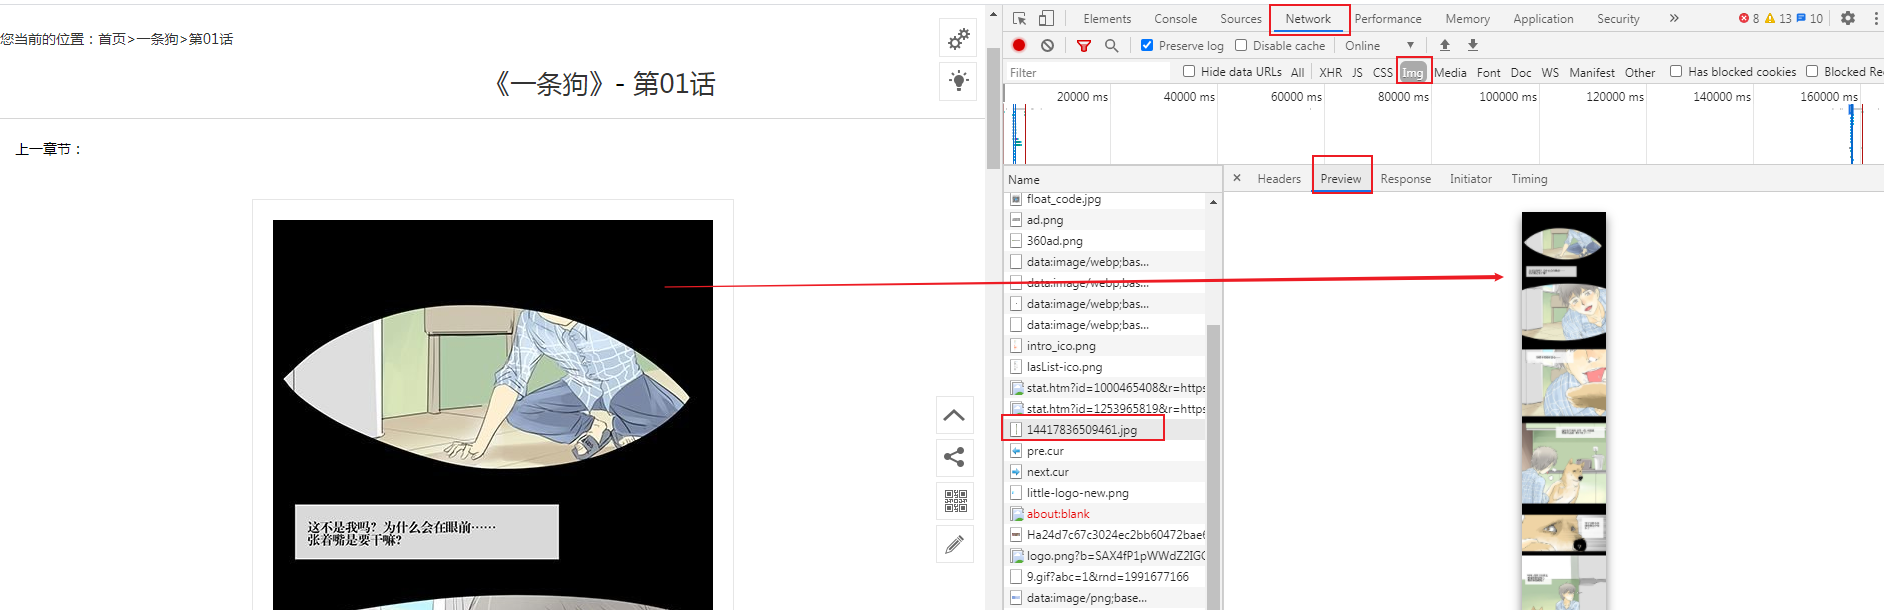 您当前的位置：首页>一条狗>第01话
《一条狗》- 第01话
上一章节：
这不是我吗？为什么会在眼前……
张着嘴是要干嘛？
Elements Console Sources Network Performance Memory Application Security » 8 13 10
Preserve log Disable cache Online
Filter Hide data URLs All XHR JS CSS Img Media Font Doc WS Manifest Other Has blocked cookies Blocked Re
20000 ms 40000 ms 60000 ms 80000 ms 100000 ms 120000 ms 140000 ms 160000 ms
Name
× Headers Preview Response Initiator Timing
float_code.jpg
ad.png
360ad.png
data:image/webp;bas...
data:image/webp;bas...
data:image/webp;bas...
data:image/webp;bas...
intro_ico.png
lasList-ico.png
stat.htm?id=1000465408&r=https
stat.htm?id=1253965819&r=https
14417836509461.jpg
pre.cur
next.cur
little-logo-new.png
about:blank
Ha24d7c67c3024ec2bb60472bae6
logo.png?b=SAX4fP1pWWdZ2IGC
9.gif?abc=1&rnd=1991677166
data:image/png;base...